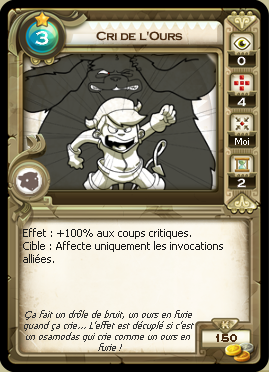 3
Cri de l'Ours
0
4
Moi
2
Effet : +100% aux coups critiques.
Cible : Affecte uniquement les invocations
alliées.
Ça fait un drôle de bruit, un ours en furie
quand ça crie... L'effet est décuplé si c'est
un osamodas qui crie comme un ours en
furie !
K
150